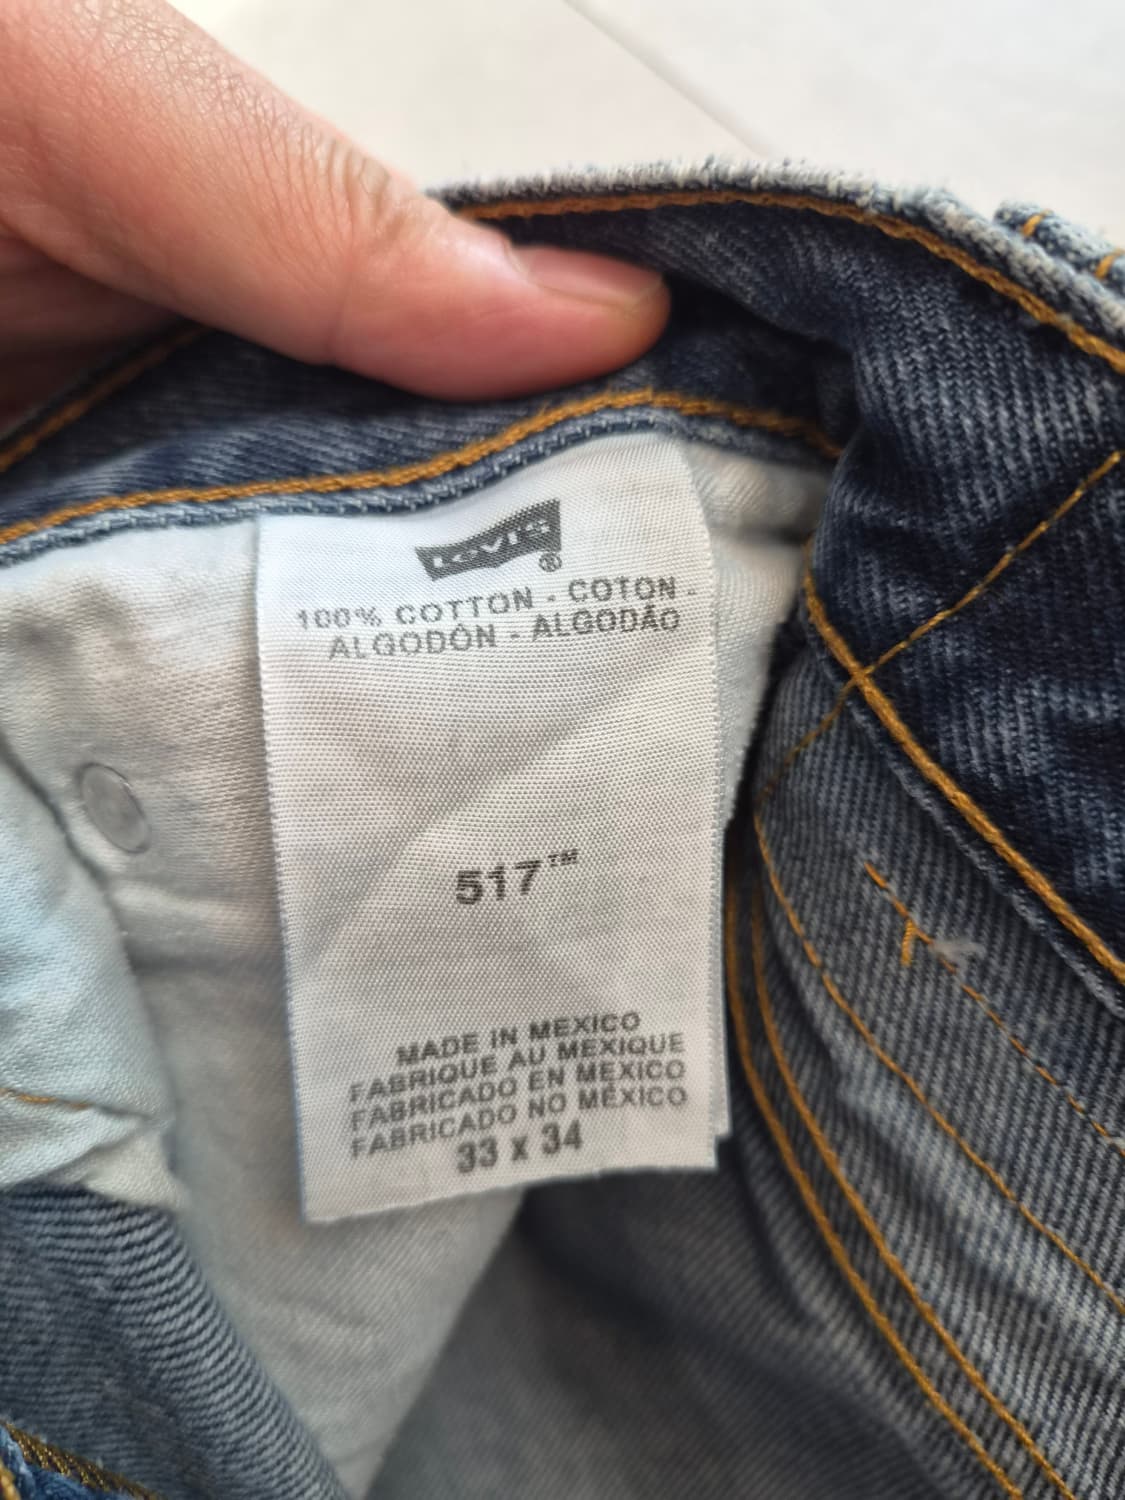 Levi's®
100% COTTON - COTON -
ALGODÓN - ALGODÃO
517™
MADE IN MEXICO
FABRIQUE AU MEXIQUE
FABRICADO EN MÉXICO
FABRICADO NO MÉXICO
33 x 34